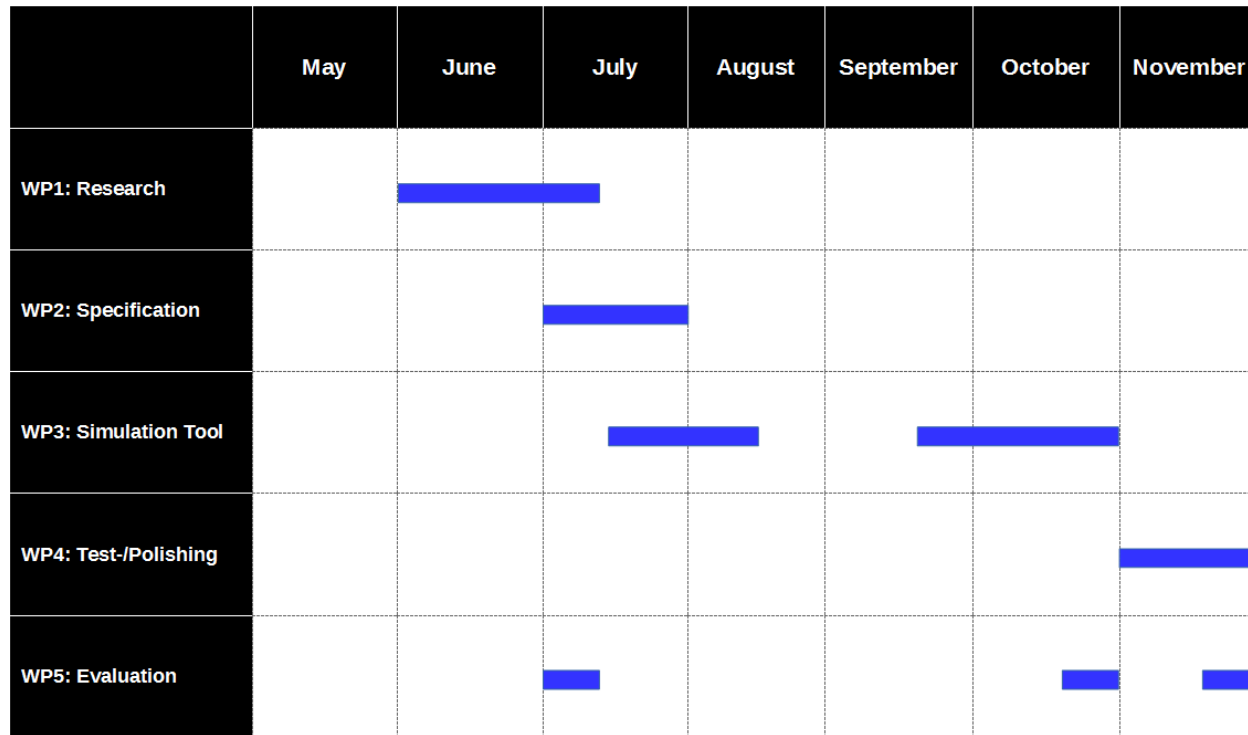 May June July August September October November
WP1: Research
WP2: Specification
WP3: Simulation Tool
WP4: Test-/Polishing
WP5: Evaluation